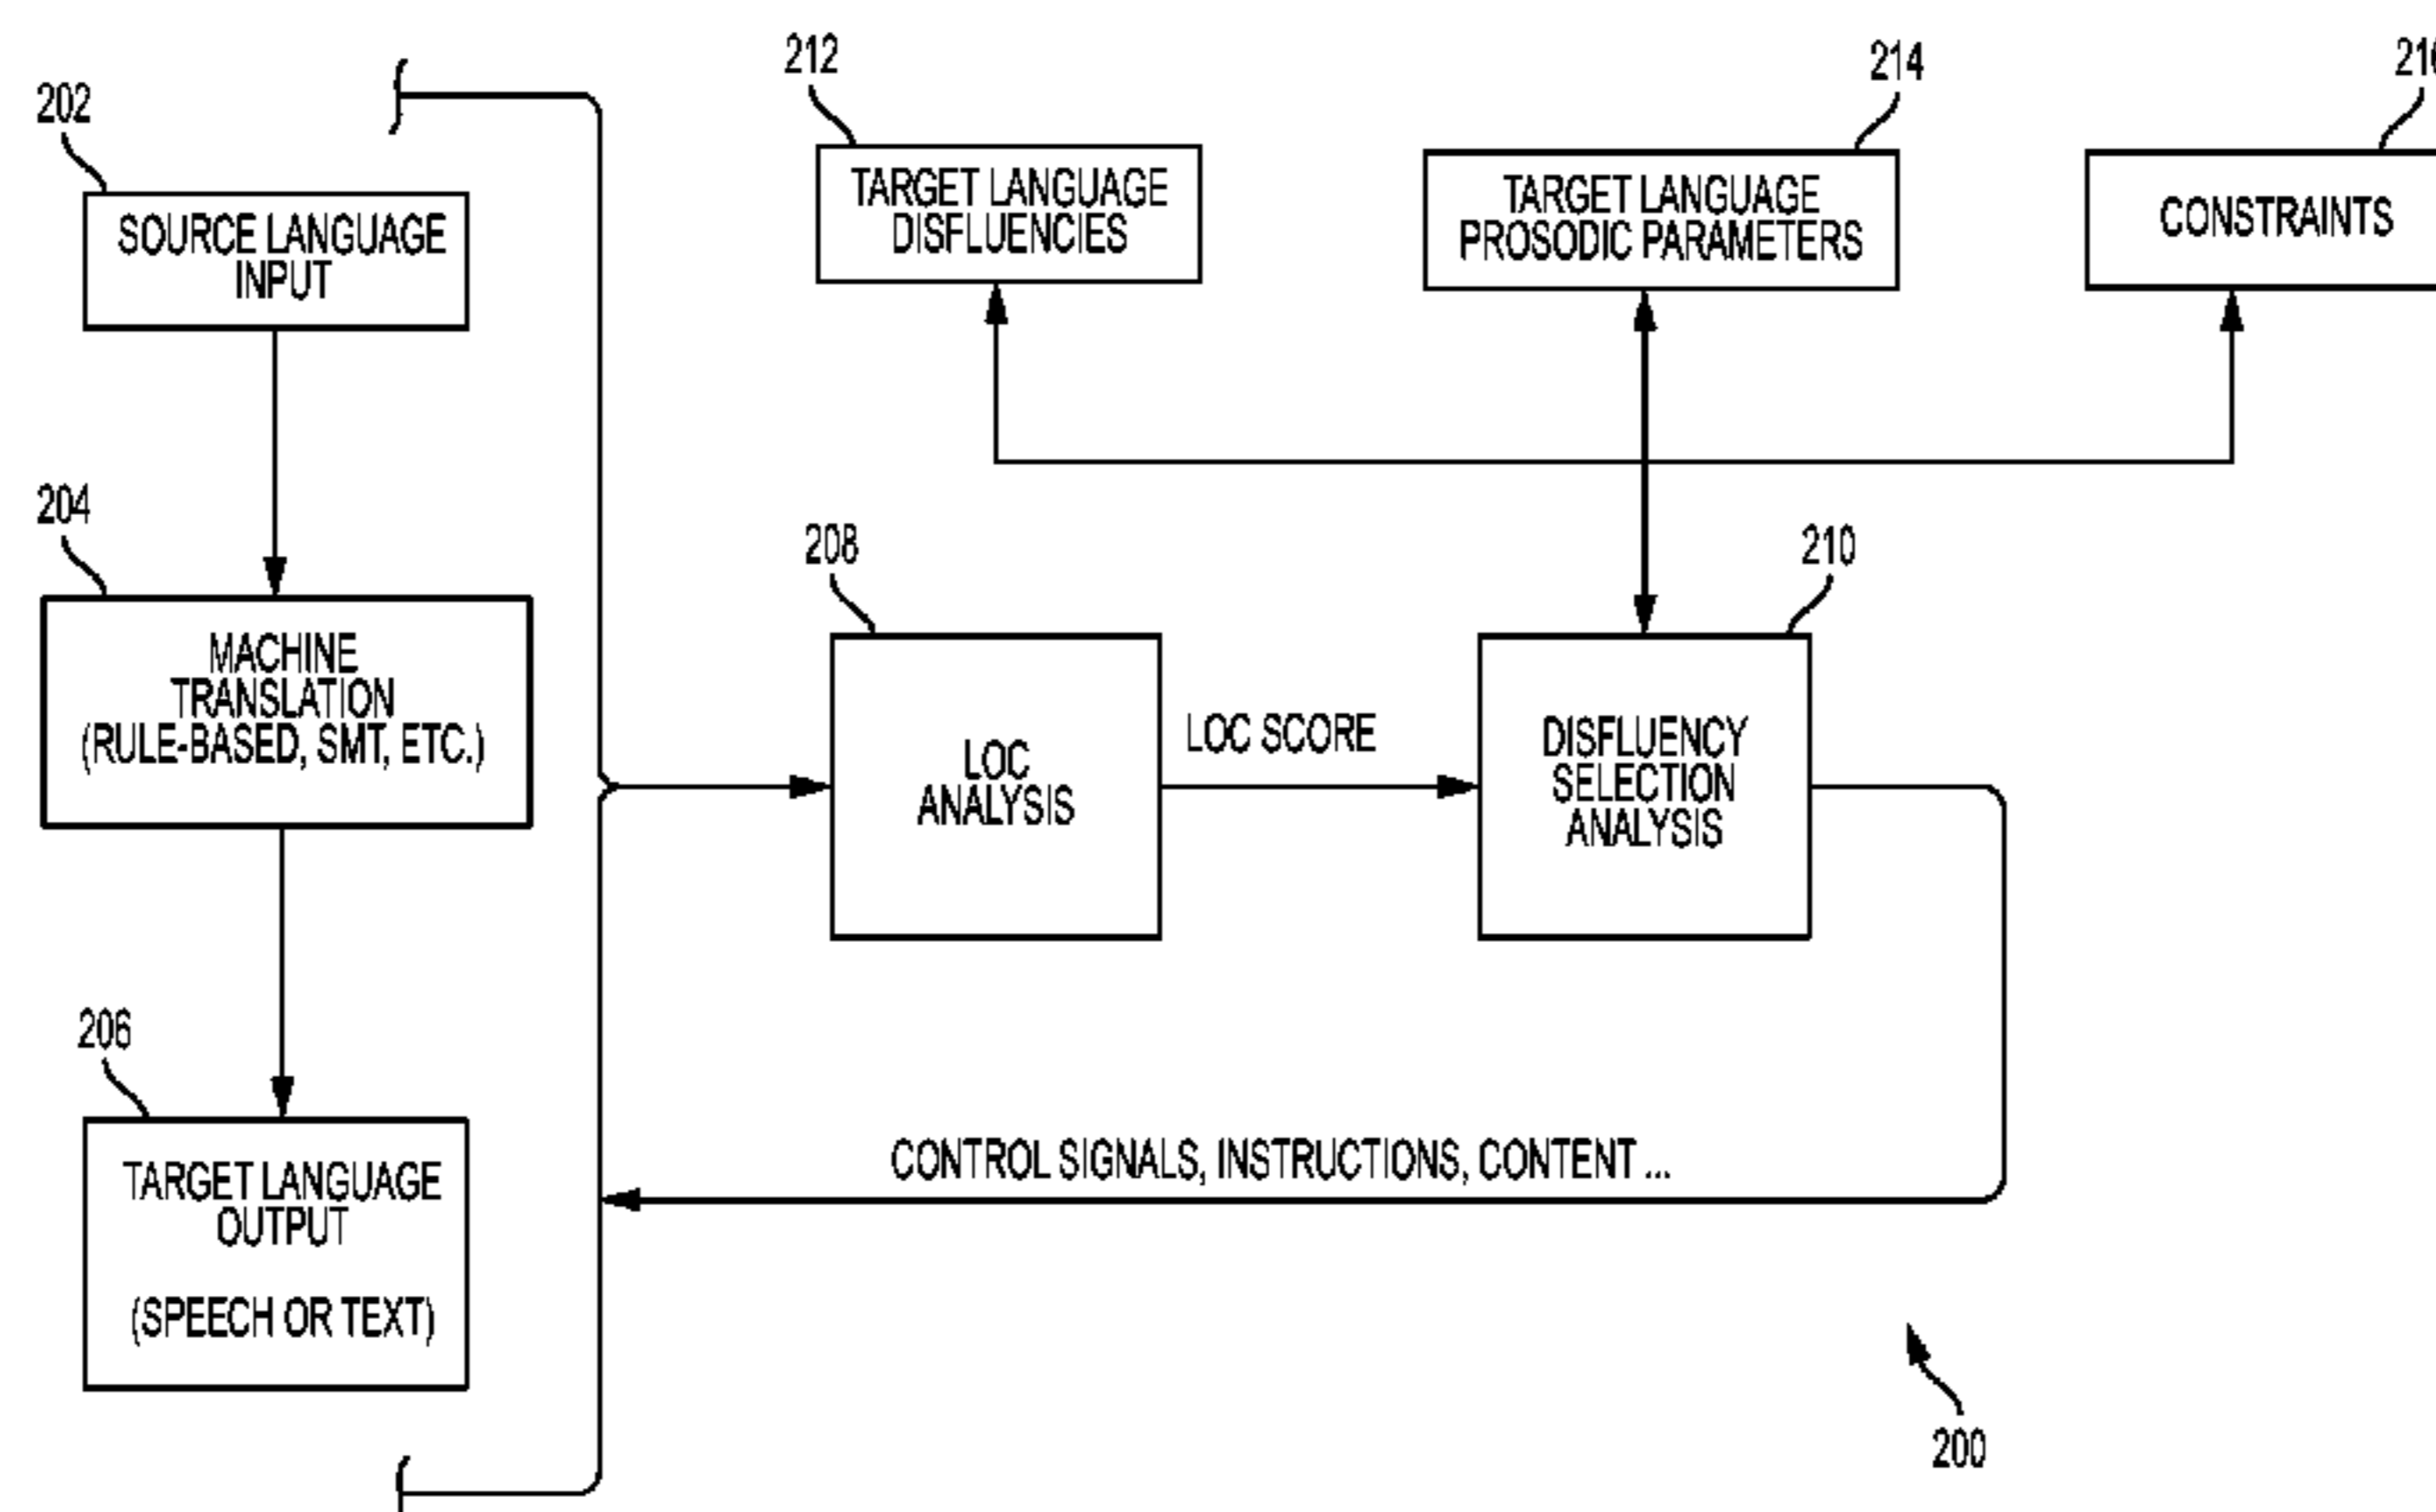 202
SOURCE LANGUAGE
INPUT
204
MACHINE
TRANSLATION
(RULE-BASED, SMT, ETC.)
206
TARGET LANGUAGE
OUTPUT
(SPEECH OR TEXT)
212
TARGET LANGUAGE
DISFLUENCIES
214
TARGET LANGUAGE
PROSODIC PARAMETERS
CONSTRAINTS
208
LOC
ANALYSIS
LOC SCORE
210
DISFLUENCY
SELECTION
ANALYSIS
CONTROL SIGNALS, INSTRUCTIONS, CONTENT ...
200